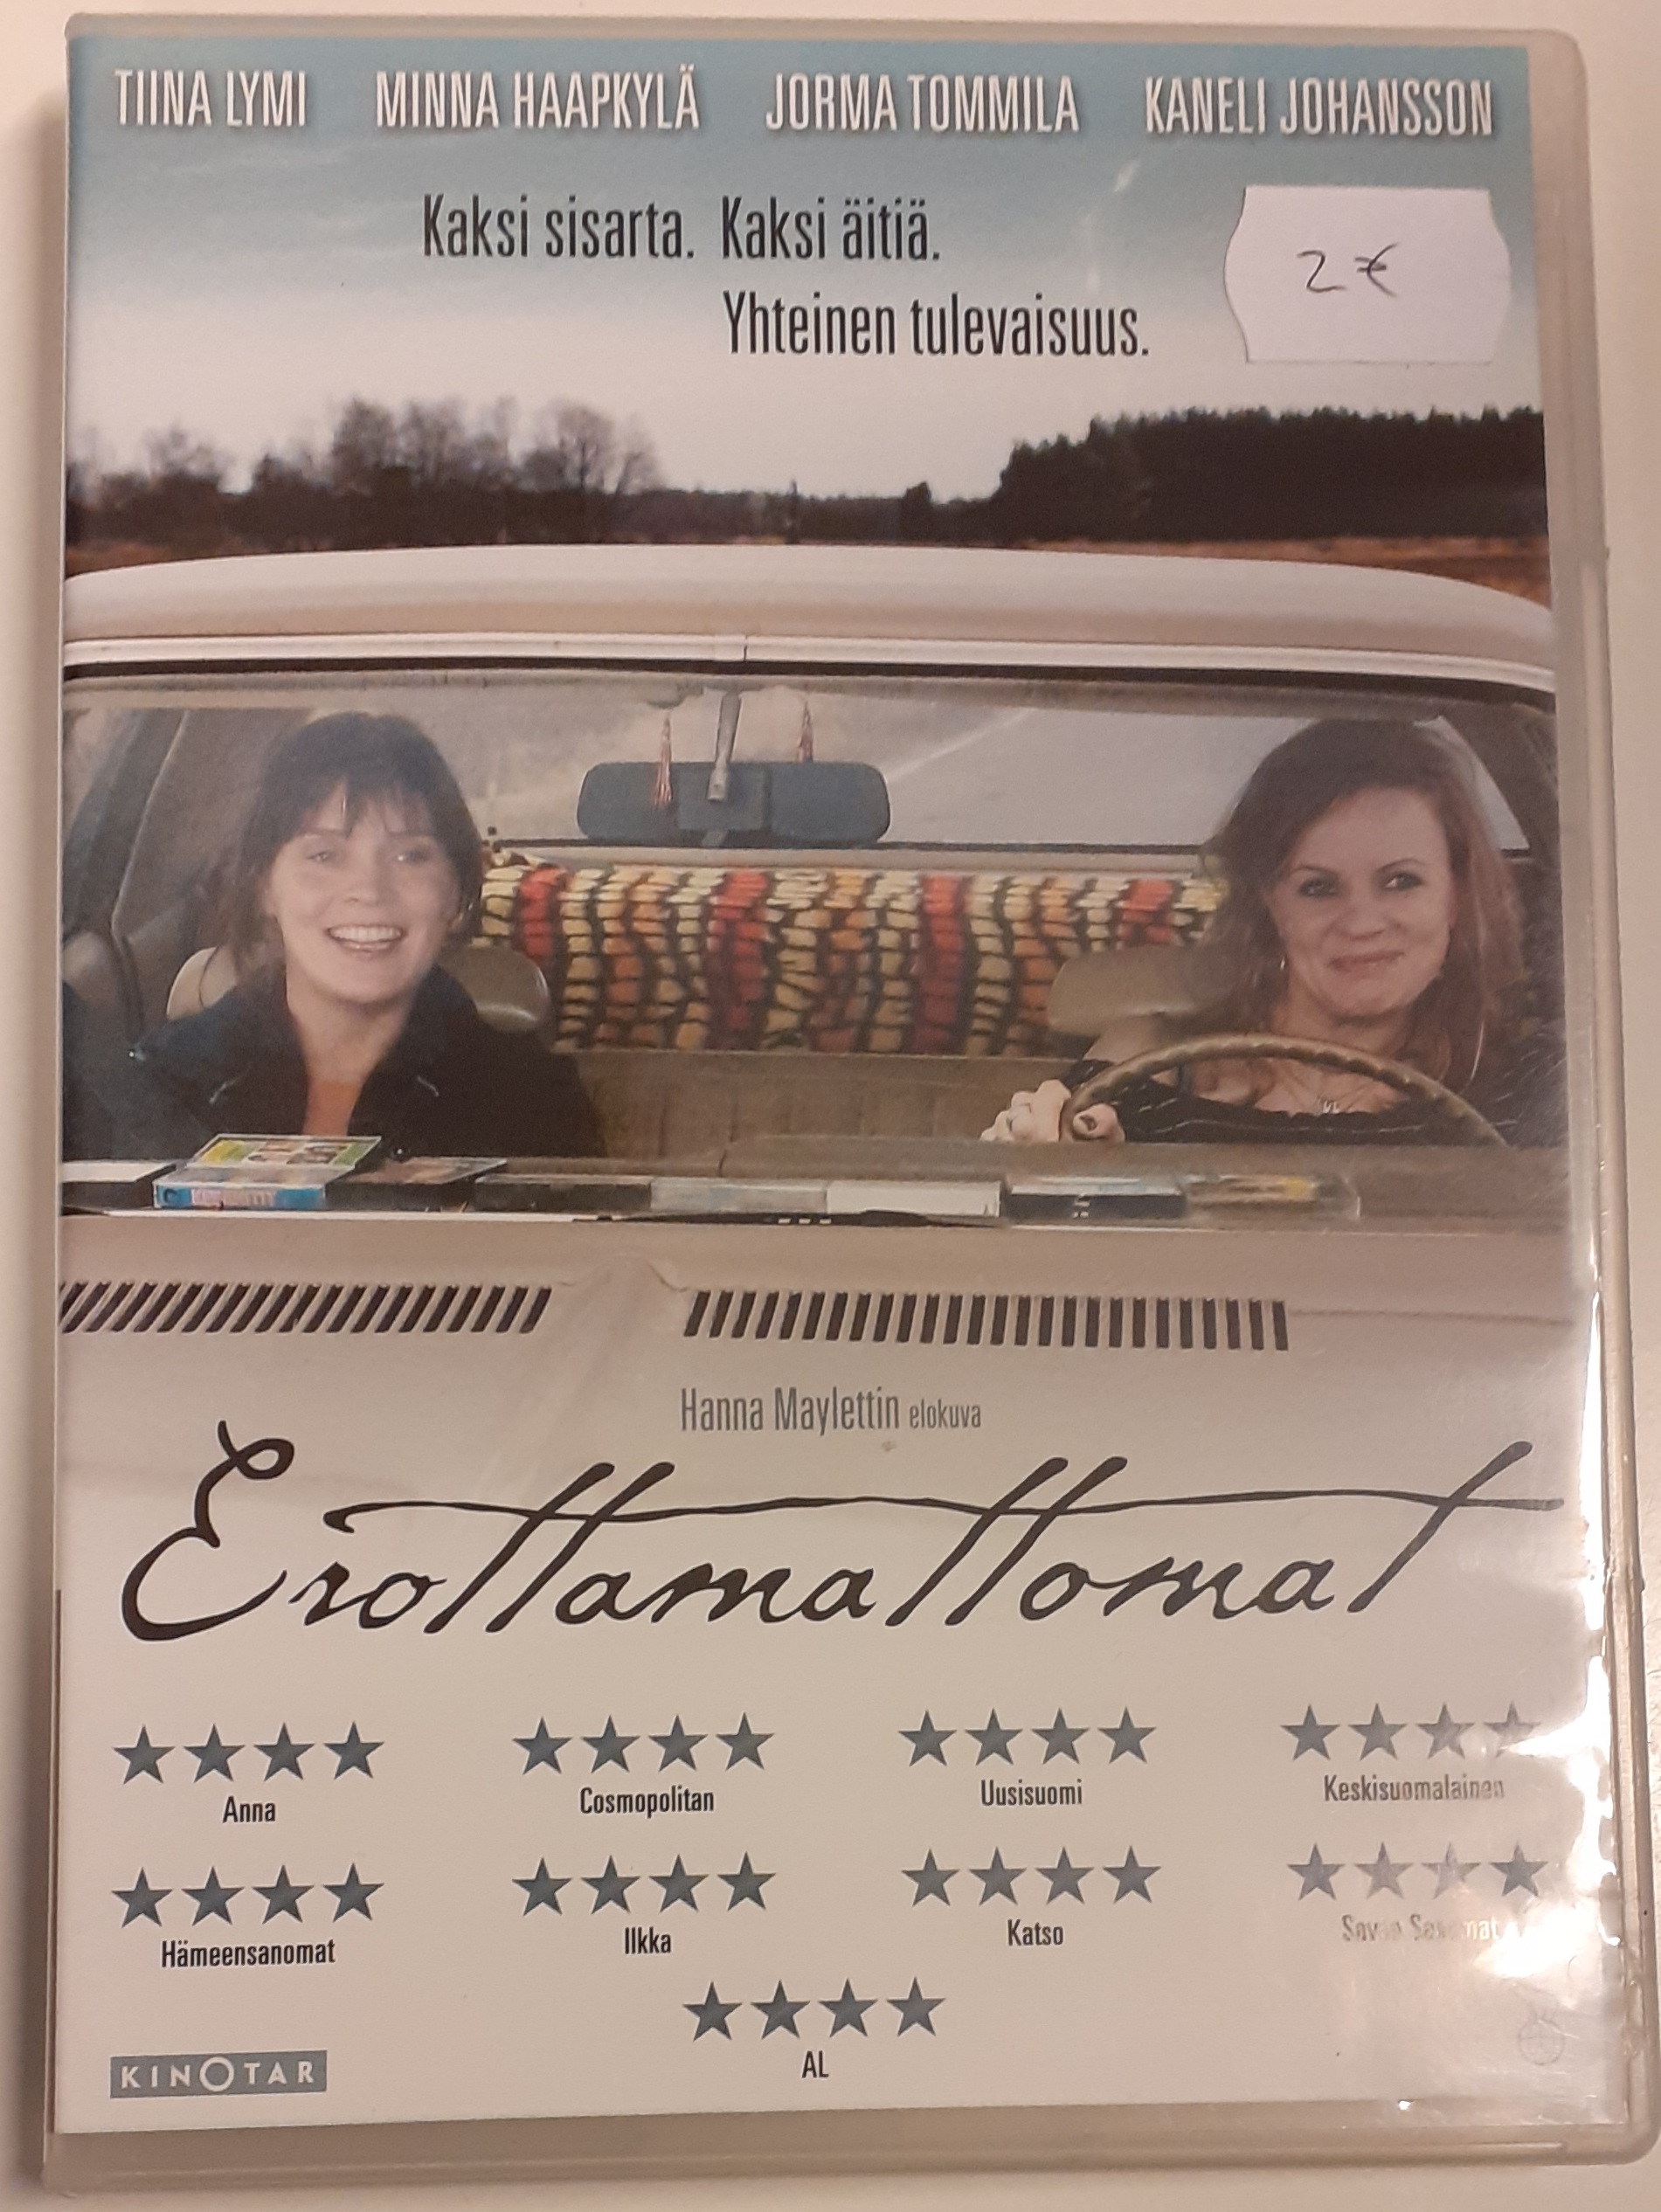 TIINA LYMI MINNA HAAPKYLÄ JORMA TOMMILA KANELI JOHANSSON
Kaksi sisarta. Kaksi äitiä.
Yhteinen tulevaisuus.
2€
Hanna Maylettin elokuva
Erottamattomat
Anna Cosmopolitan Uusisuomi Keskisuomalainen
Hämeensanomat Ilkka Katso
AL
KINOTAR